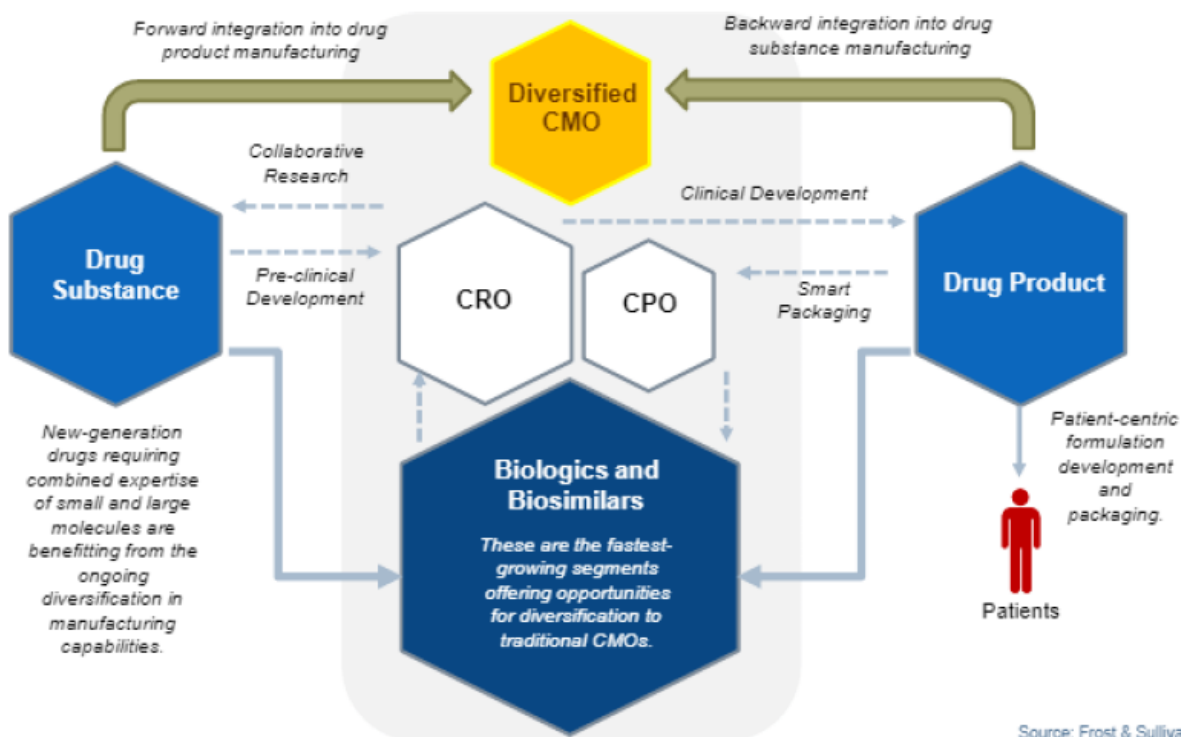 Forward integration into drug
product manufacturing
Backward integration into drug
substance manufacturing
Diversified
CMO
Collaborative
Research
Clinical Development
Drug
Substance
Pre-clinical
Development
CRO
CPO
Smart
Packaging
Drug Product
New-generation
drugs requiring
combined expertise
of small and large
molecules are
benefitting from the
ongoing
diversification in
manufacturing
capabilities.
Biologics and
Biosimilars
These are the fastest-
growing segments
offering opportunities
for diversification to
traditional CMOs.
Patient-centric
formulation
development
and
packaging.
Patients
Source: Frost & Sulliva